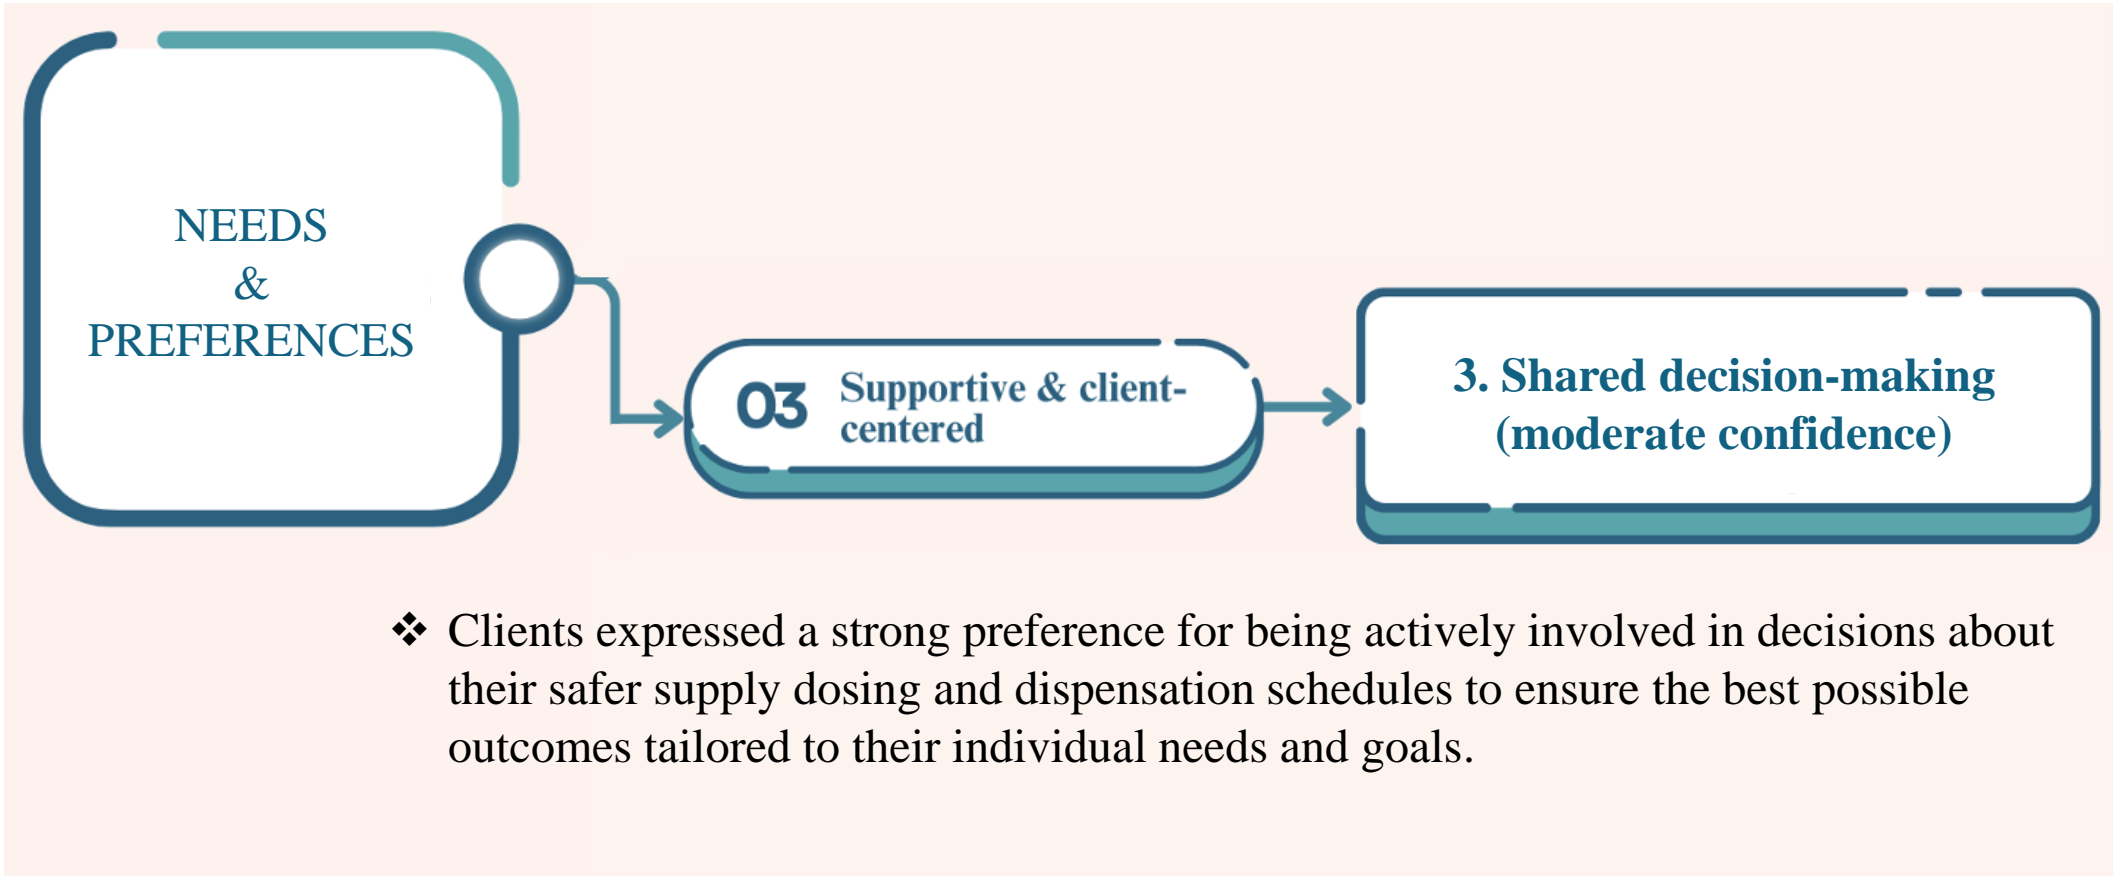 NEEDS
&
PREFERENCES
03 Supportive & client-
centered
3. Shared decision-making
(moderate confidence)
❖ Clients expressed a strong preference for being actively involved in decisions about
their safer supply dosing and dispensation schedules to ensure the best possible
outcomes tailored to their individual needs and goals.